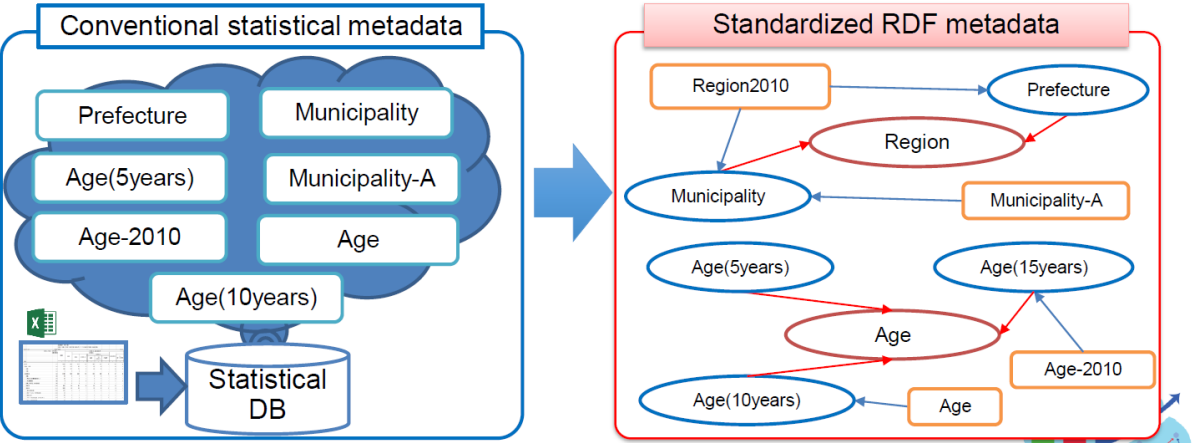 Conventional statistical metadata
Prefecture
Municipality
Age(5years)
Municipality-A
Age-2010
Age
Age(10years)
Statistical
DB
Standardized RDF metadata
Region2010
Prefecture
Region
Municipality
Municipality-A
Age(5years)
Age(15years)
Age
Age-2010
Age(10years)
Age